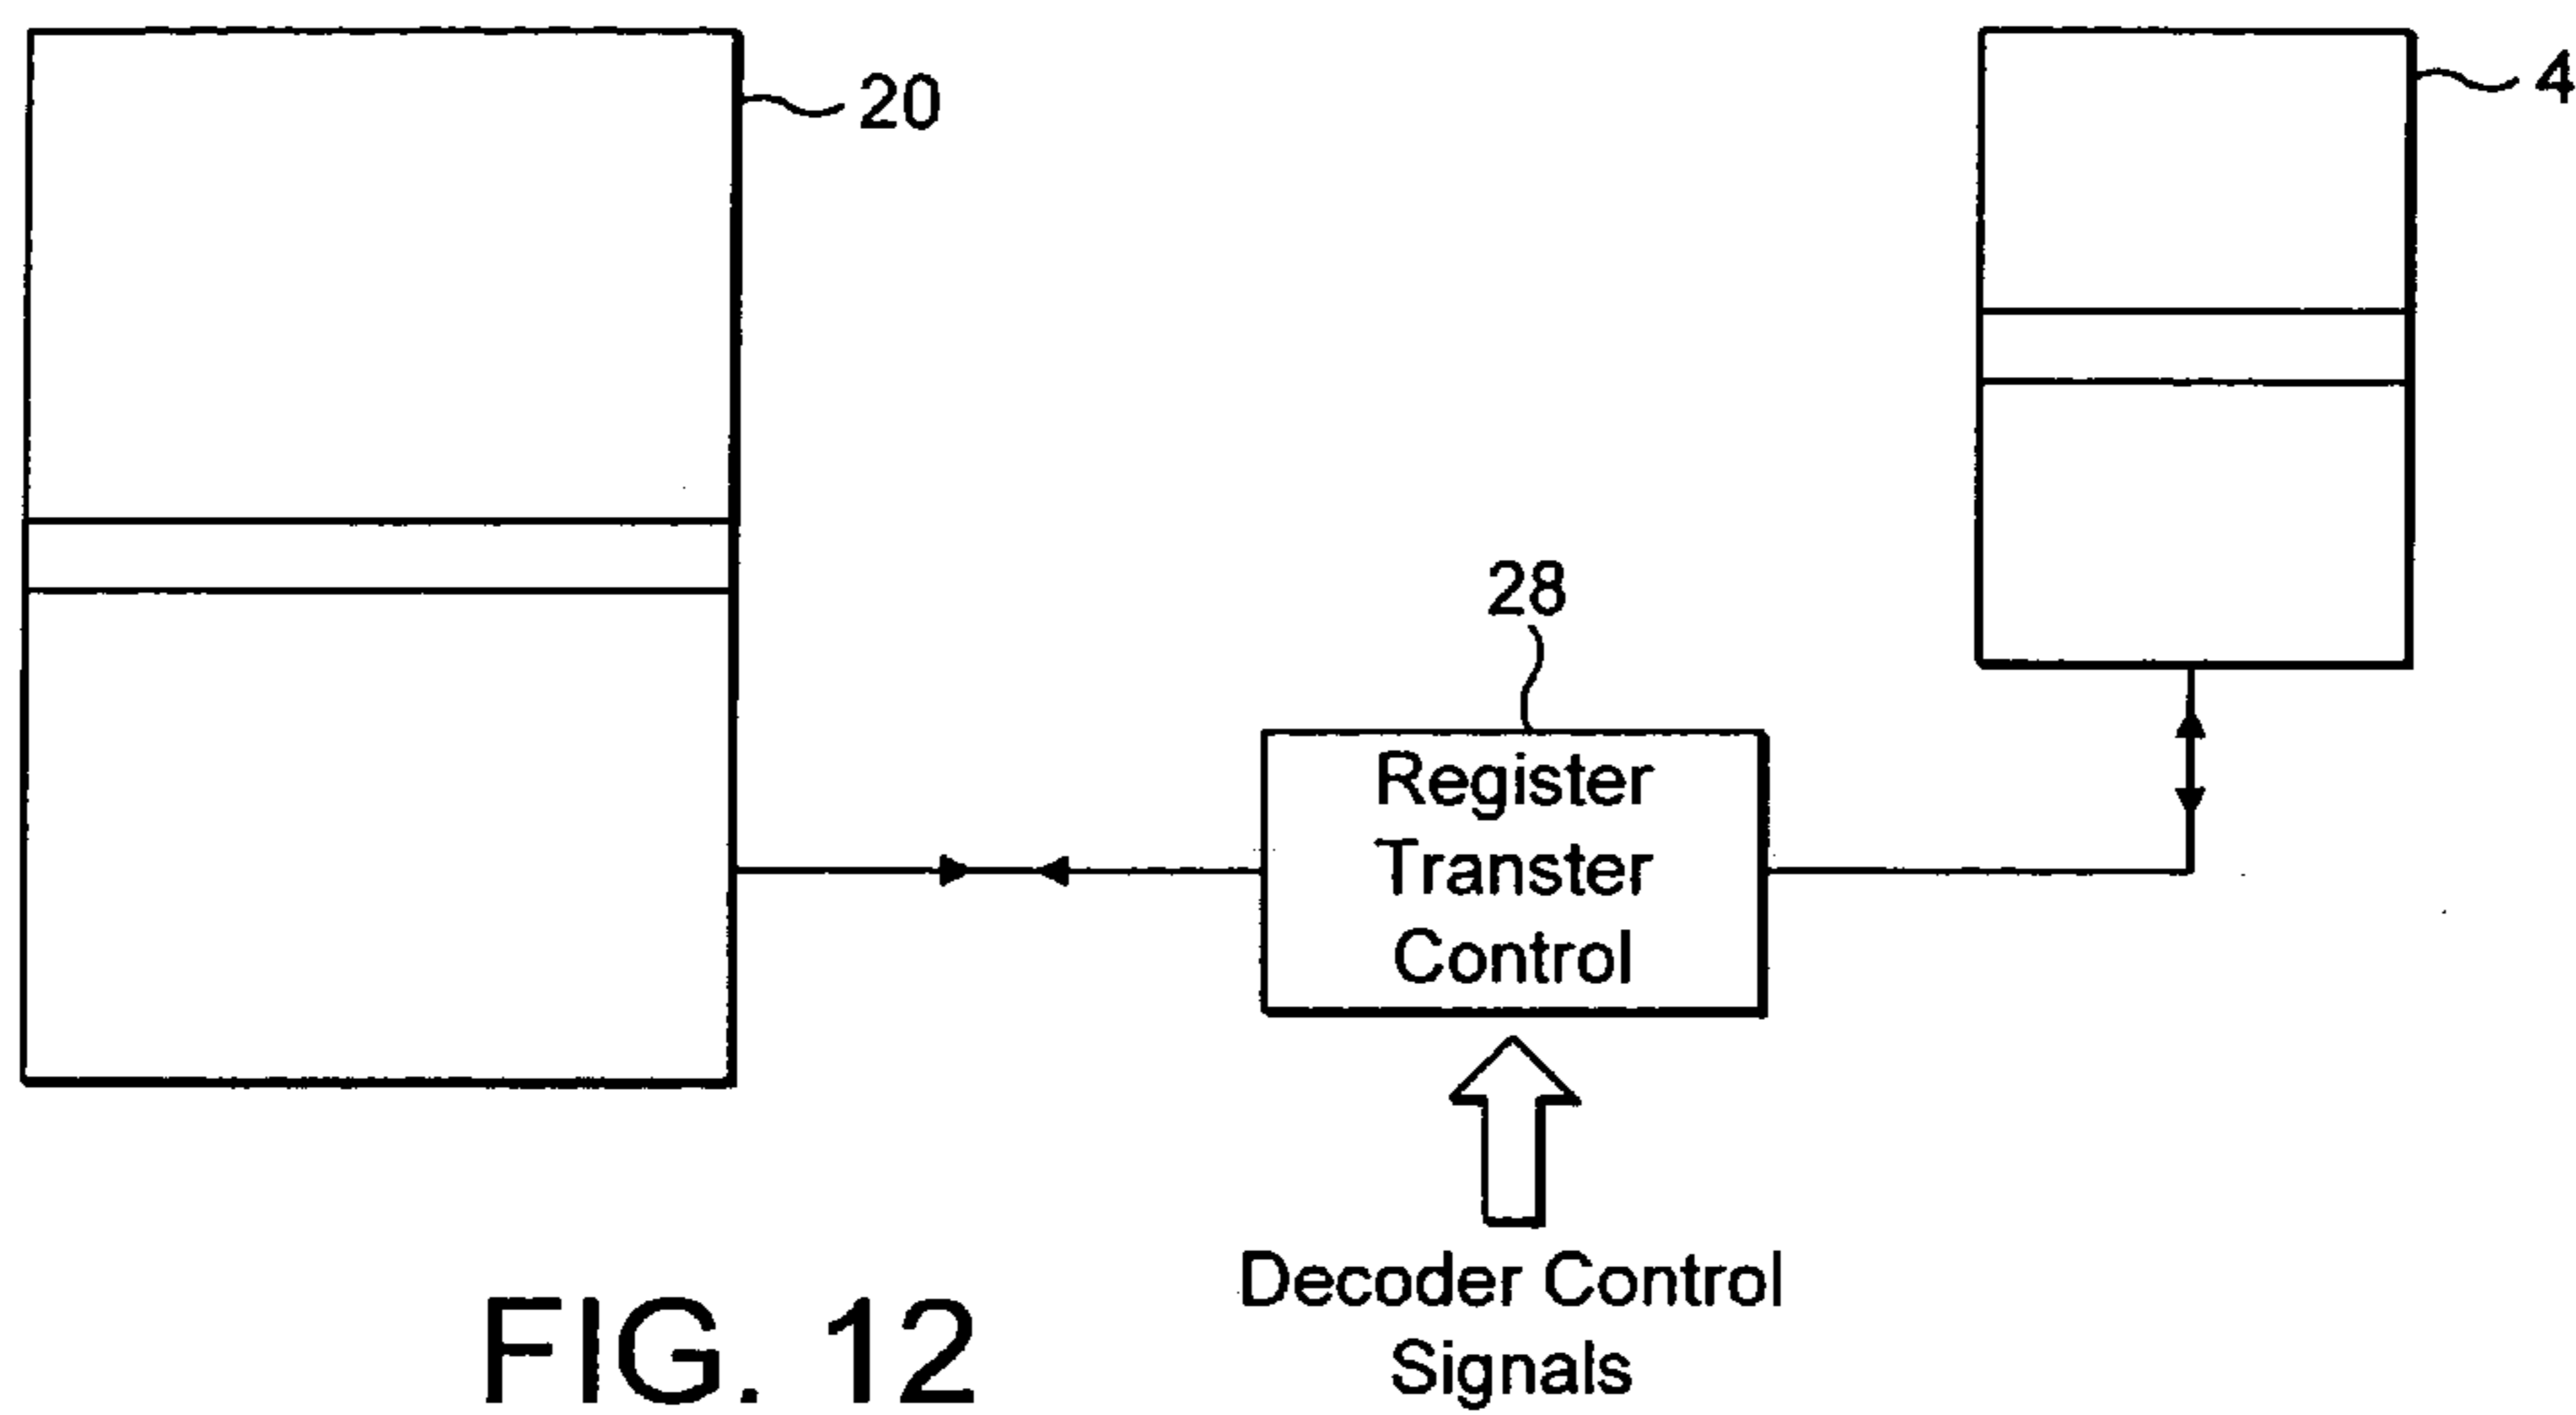 20
4
28
Register
Transter
Control
Decoder Control
Signals
FIG. 12